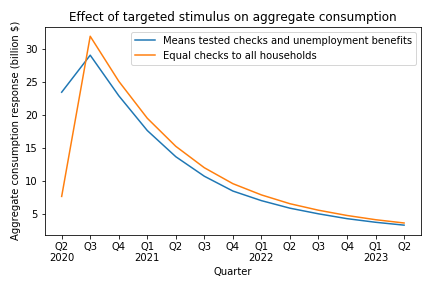 Effect of targeted stimulus on aggregate consumption
Aggregate consumption response (billion $)
30
25
20
15
10
5
Means tested checks and unemployment benefits
Equal checks to all households
Q2 Q3 Q4 Q1 Q2 Q3 Q4 Q1 Q2 Q3 Q4 Q1 Q2
2020 2021 2022 2023
Quarter